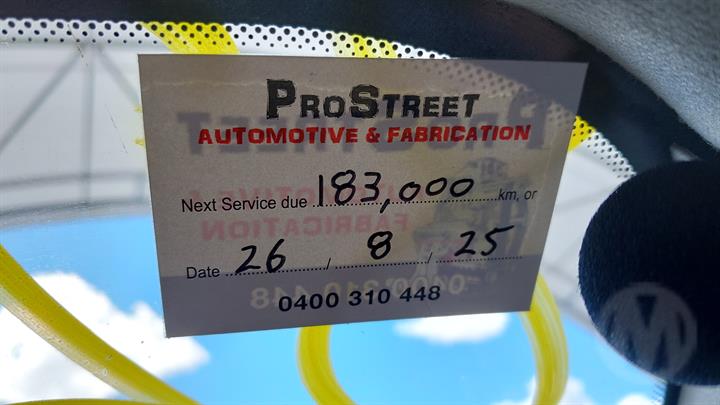 PROSTREET
AUTOMOTIVE & FABRICATION
Next Service due 183,000 km, or
Date 26 / 8 / 25
0400 310 448